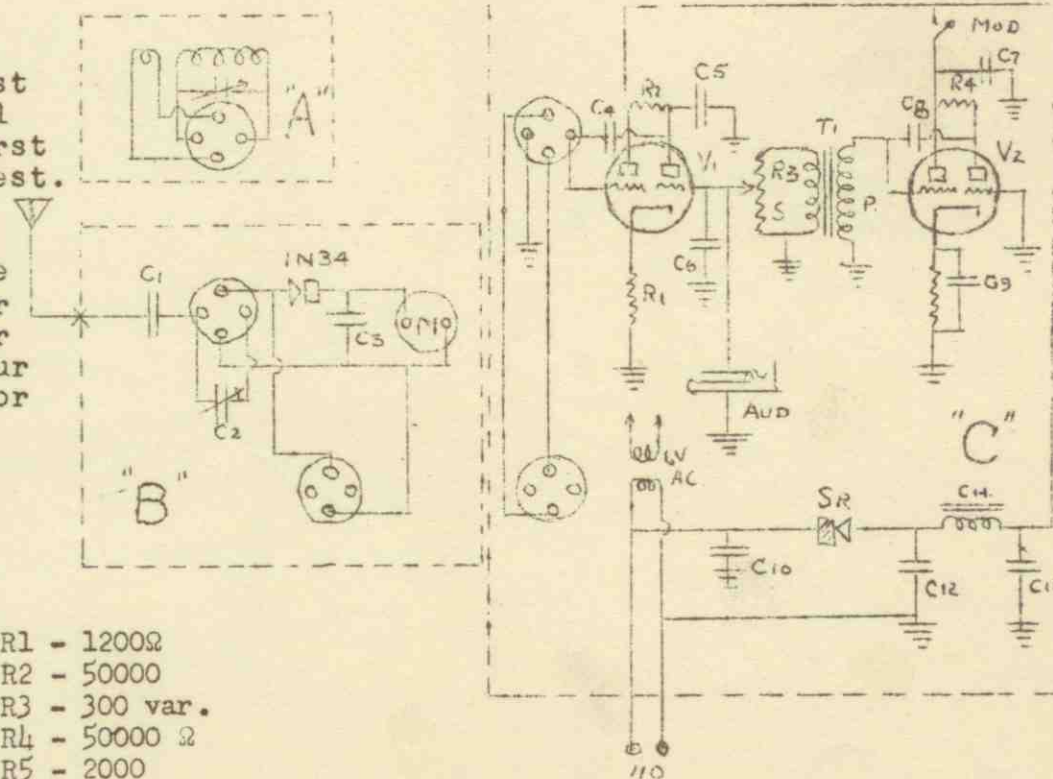 st
l
rst
est.
e
r
r
ur
or
"A"
"B"
"C"
C1
1N34
C3
M
C2
C4
R2
C5
V1
R3
S
T1
P
C6
R1
AUD
MOD
C7
R4
C8
V2
C9
6V
AC
SR
CH.
C10
C12
C1
110
R1 - 1200Ω
R2 - 50000
R3 - 300 var.
R4 - 50000 Ω
R5 - 2000